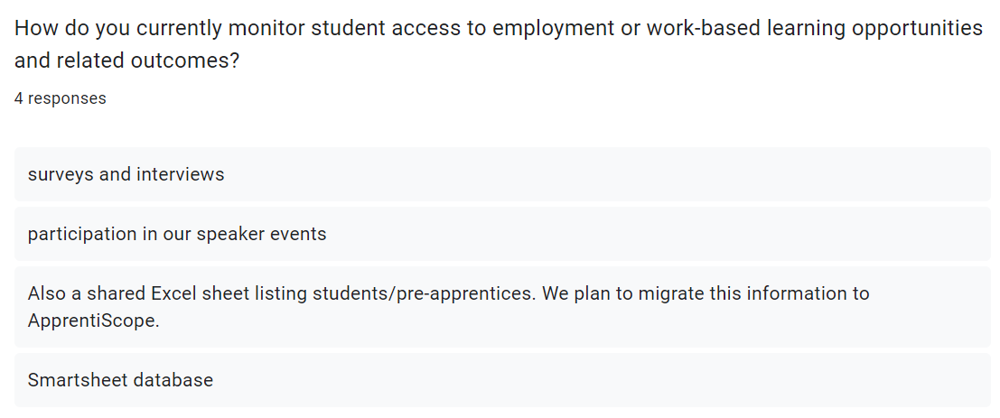 How do you currently monitor student access to employment or work-based learning opportunities
and related outcomes?
4 responses
surveys and interviews
participation in our speaker events
Also a shared Excel sheet listing students/pre-apprentices. We plan to migrate this information to
ApprentiScope.
Smartsheet database